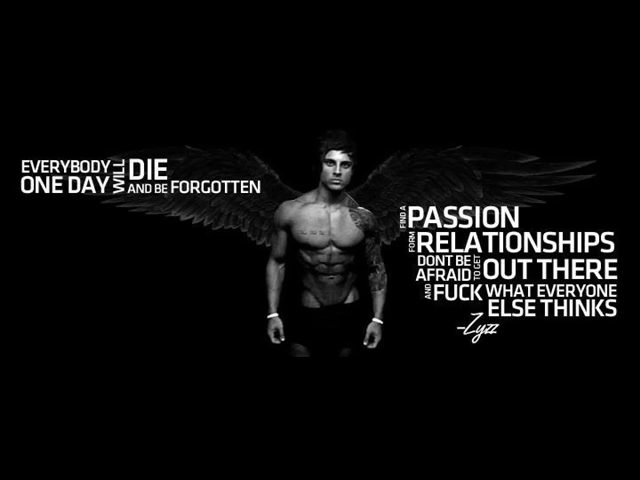 EVERYBODY
ONE DAY WILL DIE
AND BE FORGOTTEN
FIND A PASSION
FORM RELATIONSHIPS
DONT BE
AFRAID TO GET OUT THERE
AND FUCK WHAT EVERYONE
ELSE THINKS
-Zyzz